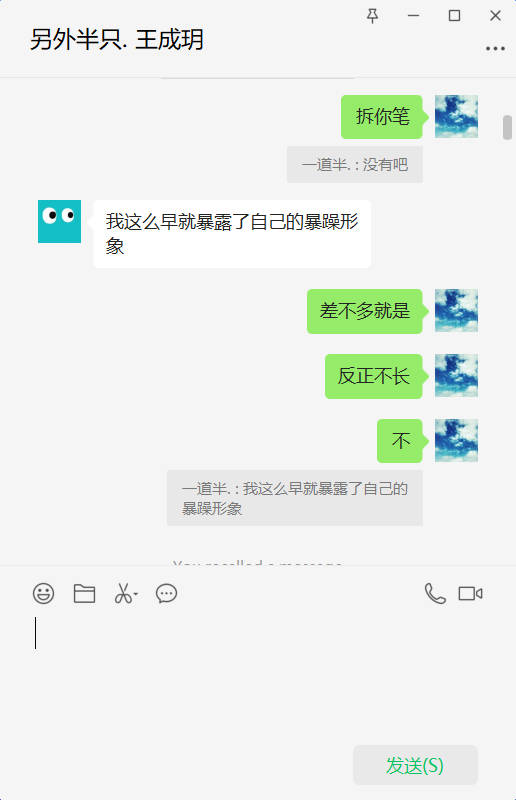 另外半只. 王成玥
拆你笔
一道半. : 没有吧
我这么早就暴露了自己的暴躁形
象
差不多就是
反正不长
不
一道半. : 我这么早就暴露了自己的
暴躁形象
You recalled a message
发送(S)